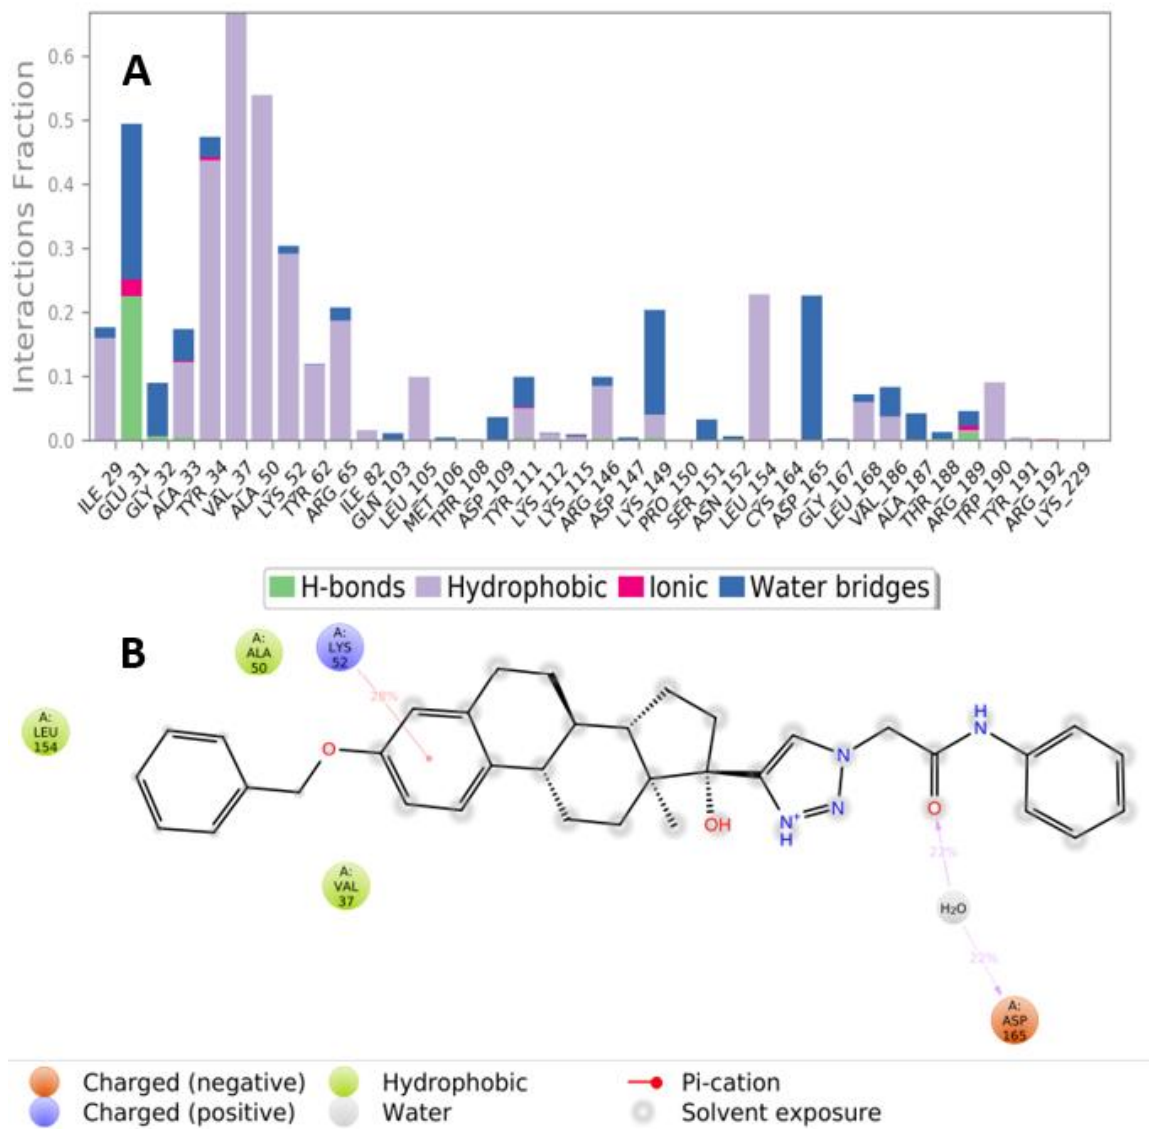 A
Interactions Fraction
0.6
0.5
0.4
0.3
0.2
0.1
0.0
ILE_29
GLU_31
GLY_32
ALA_33
TYR_34
VAL_37
ALA_50
LYS_52
TYR_62
ARG_65
ILE_82
GLN_103
LEU_105
MET_106
THR_108
ASP_109
TYR_111
LYS_112
LYS_115
ARG_146
ASP_147
LYS_149
PRO_150
SER_151
ASN_152
LEU_154
CYS_164
ASP_165
GLY_167
LEU_168
VAL_186
ALA_187
THR_188
ARG_189
TRP_190
TYR_191
ARG_192
LYS_229
H-bonds Hydrophobic Ionic Water bridges
B
A:
ALA
50
A:
LYS
52
28%
A:
LEU
154
O
OH
N
N
N+
H
O
H
N
A:
VAL
37
22%
H₂O
22%
A:
ASP
165
Charged (negative) Hydrophobic Pi-cation
Charged (positive) Water Solvent exposure